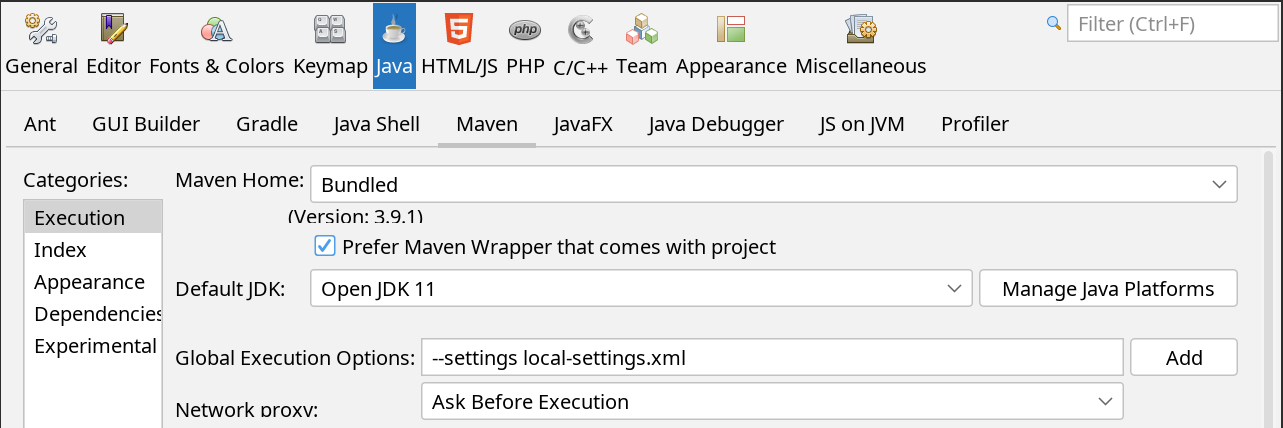 Filter (Ctrl+F)
General Editor Fonts & Colors Keymap Java HTML/JS PHP C/C++ Team Appearance Miscellaneous
Ant GUI Builder Gradle Java Shell Maven JavaFX Java Debugger JS on JVM Profiler
Categories:
Execution
Index
Appearance
Dependencies
Experimental
Maven Home: Bundled
(Version: 3.9.1)
Prefer Maven Wrapper that comes with project
Default JDK: Open JDK 11 Manage Java Platforms
Global Execution Options: --settings local-settings.xml Add
Network proxy: Ask Before Execution